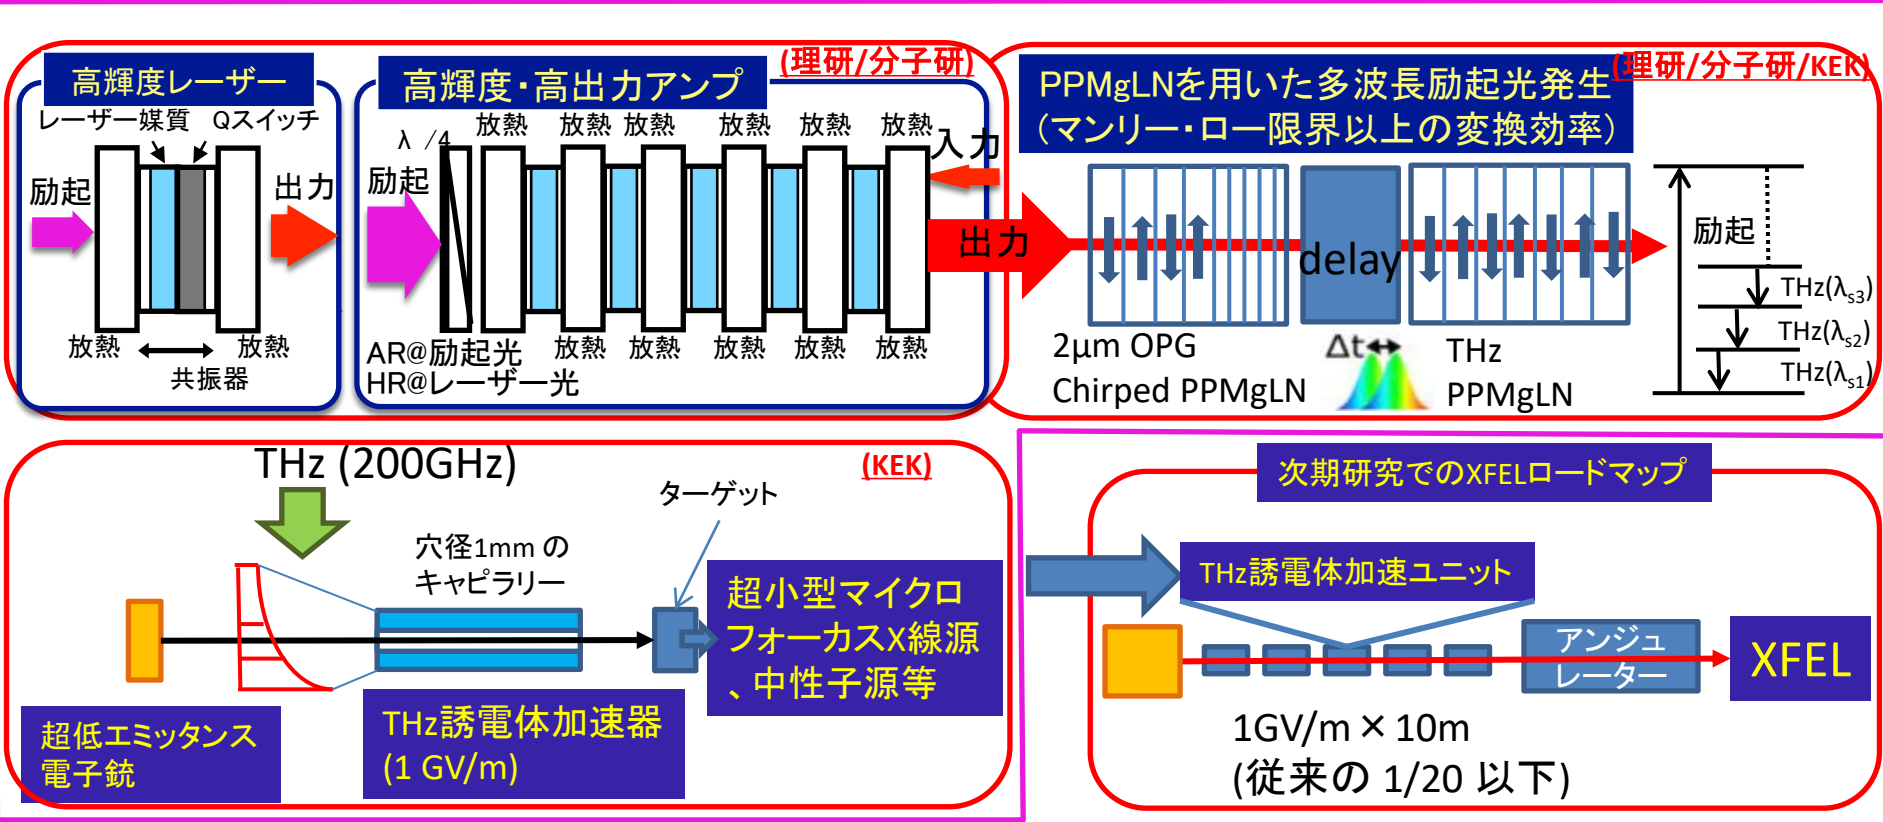 高輝度レーザー
レーザー媒質 Qスイッチ
励起
出力
放熱
放熱
共振器
(理研/分子研)
高輝度・高出力アンプ
λ /4
放熱 放熱 放熱 放熱 放熱 放熱
入力
励起
出力
AR@励起光
HR@レーザー光
放熱 放熱 放熱 放熱 放熱
(理研/分子研/KEK)
PPMgLNを用いた多波長励起光発生
(マンリー・ロー限界以上の変換効率)
delay
励起
THz(λs3)
THz(λs2)
THz(λs1)
2μm OPG
Chirped PPMgLN
Δt
THz
PPMgLN
THz (200GHz)
(KEK)
ターゲット
穴径1mm の
キャピラリー
超小型マイクロ
フォーカスX線源
、中性子源等
超低エミッタンス
電子銃
THz誘電体加速器
(1 GV/m)
次期研究でのXFELロードマップ
THz誘電体加速ユニット
アンジュ
レーター
XFEL
1GV/m × 10m
(従来の 1/20 以下)